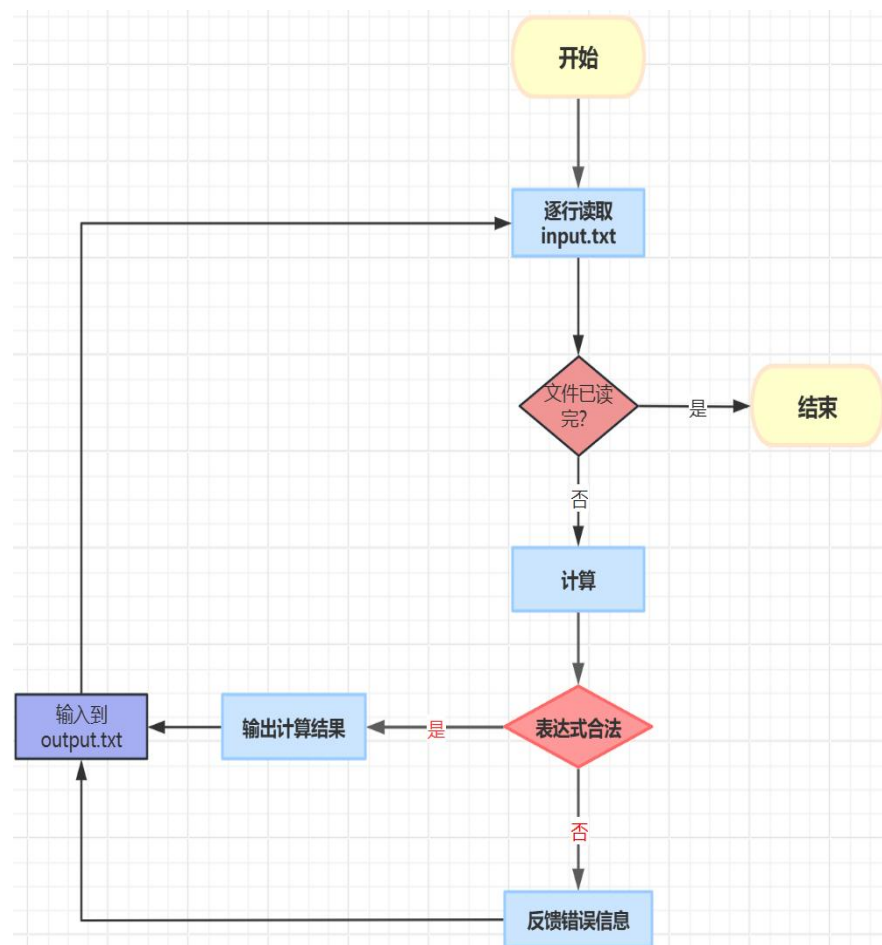 开始
逐行读取
input.txt
文件已读
完?
是
结束
否
计算
表达式合法
是
输出计算结果
输入到
output.txt
否
反馈错误信息